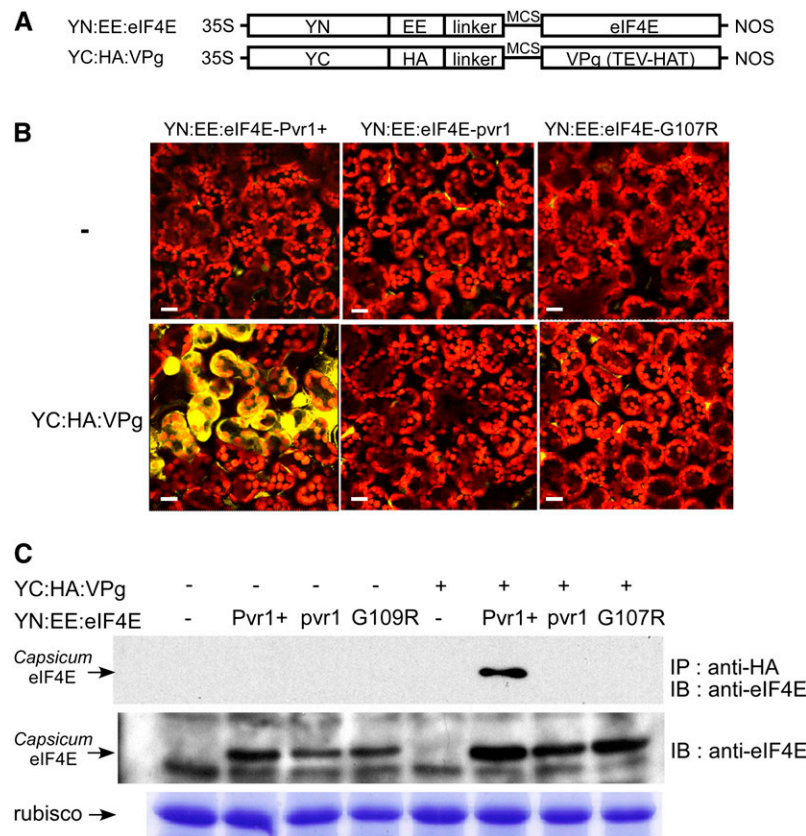 A
YN:EE:eIF4E 35S YN EE linker MCS eIF4E NOS
YC:HA:VPg 35S YC HA linker MCS VPg (TEV-HAT) NOS
B
YN:EE:eIF4E-Pvr1+ YN:EE:eIF4E-pvr1 YN:EE:eIF4E-G107R
-
YC:HA:VPg
C
YC:HA:VPg - - - - + + + +
YN:EE:eIF4E - Pvr1+ pvr1 G109R - Pvr1+ pvr1 G107R
Capsicum
eIF4E
IP : anti-HA
IB : anti-eIF4E
Capsicum
eIF4E
IB : anti-eIF4E
rubisco